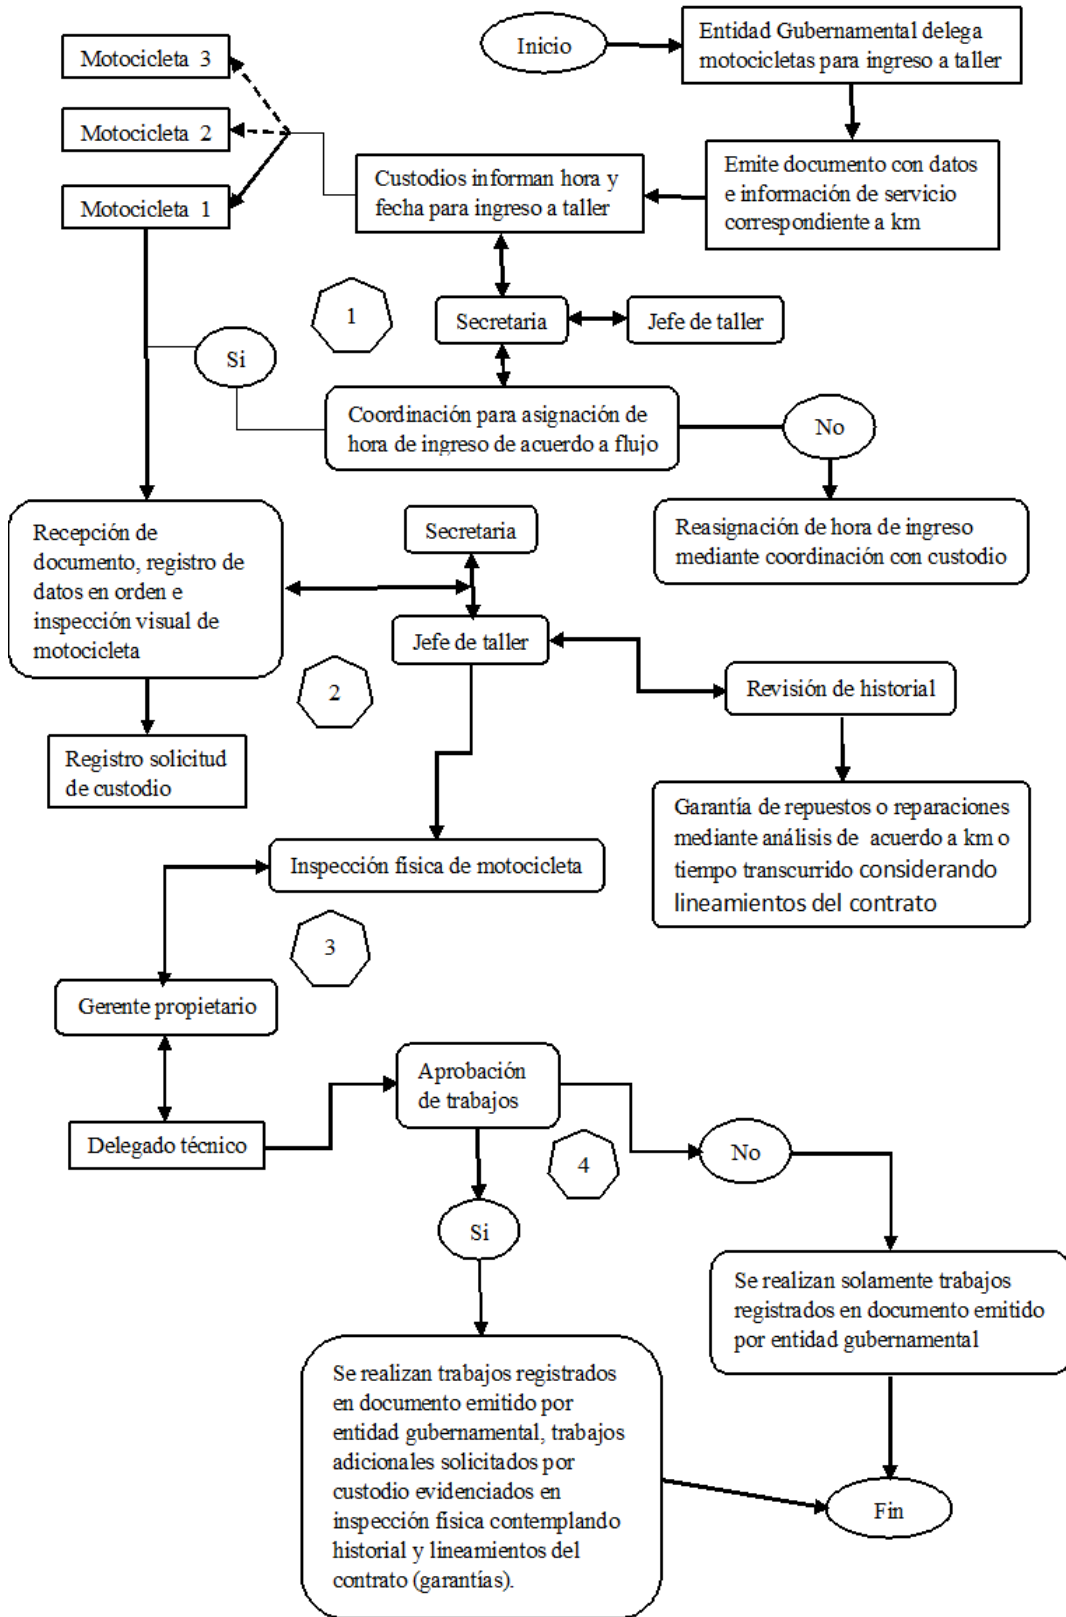 Inicio
Entidad Gubernamental delega
motocicletas para ingreso a taller
Motocicleta 3
Motocicleta 2
Motocicleta 1
Custodios informan hora y
fecha para ingreso a taller
Emite documento con datos
e información de servicio
correspondiente a km
1
Secretaria
Jefe de taller
Si
Coordinación para asignación de
hora de ingreso de acuerdo a flujo
No
Reasignación de hora de ingreso
mediante coordinación con custodio
Recepción de
documento, registro de
datos en orden e
inspección visual de
motocicleta
Secretaria
Jefe de taller
2
Revisión de historial
Registro solicitud
de custodio
Garantía de repuestos o reparaciones
mediante análisis de acuerdo a km o
tiempo transcurrido considerando
lineamientos del contrato
Inspección física de motocicleta
3
Gerente propietario
Aprobación
de trabajos
Delegado técnico
4
No
Si
Se realizan solamente trabajos
registrados en documento emitido
por entidad gubernamental
Se realizan trabajos registrados
en documento emitido por
entidad gubernamental, trabajos
adicionales solicitados por
custodio evidenciados en
inspección física contemplando
historial y lineamientos del
contrato (garantías).
Fin